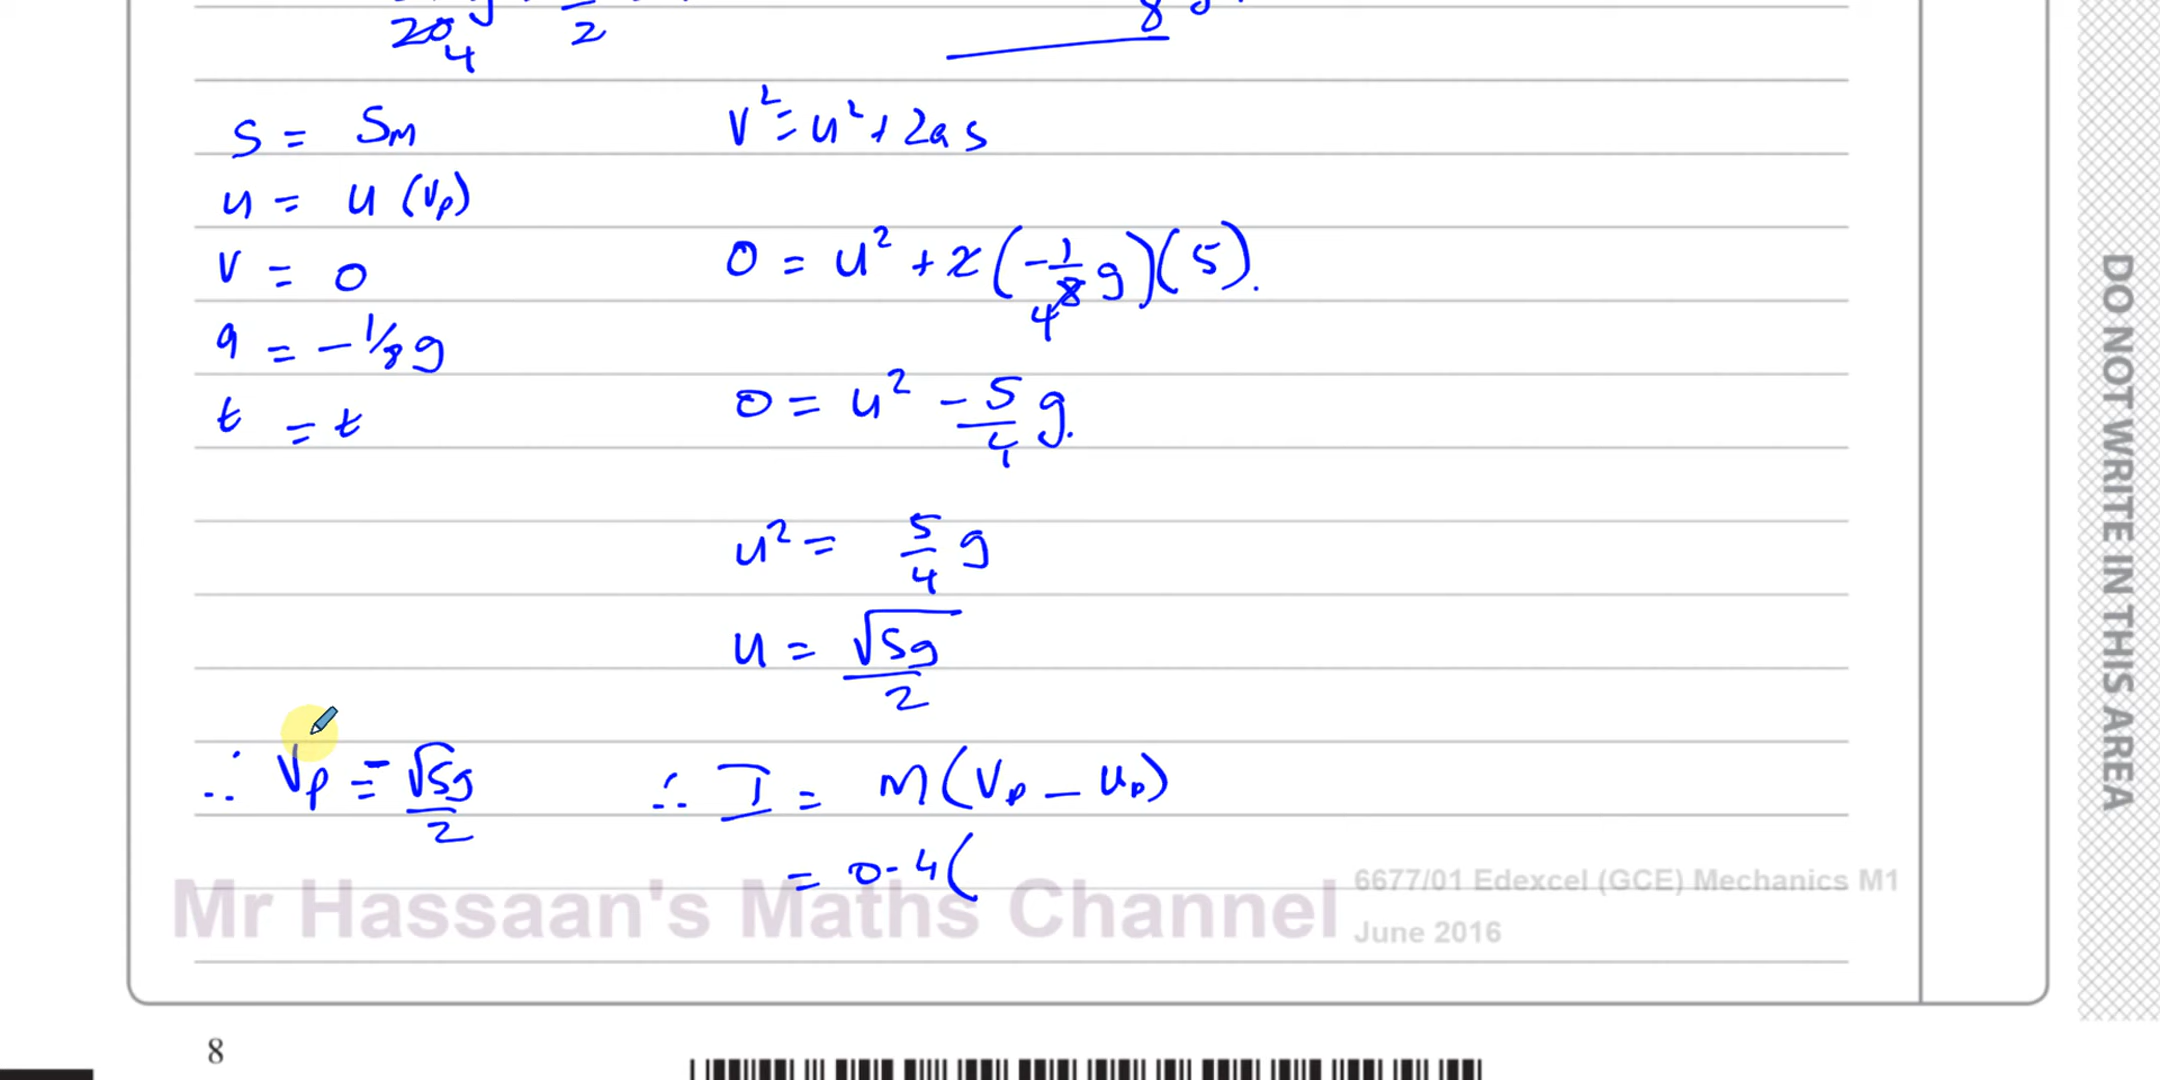 20 4 2 8
s = 5m
u = u (Vp)
v = 0
a = -1/8 g
t = t
v² = u² + 2as
0 = u² + 2(-1/8 g)(5).
4
0 = u² - 5/4 g.
u² = 5/4 g
u = √5g/2
∴ Vp = √5g/2
∴ I = m(Vp - up)
= 0.4(
Mr Hassaan's Maths Channel
6677/01 Edexcel (GCE) Mechanics M1
June 2016
8
DO NOT WRITE IN THIS AREA